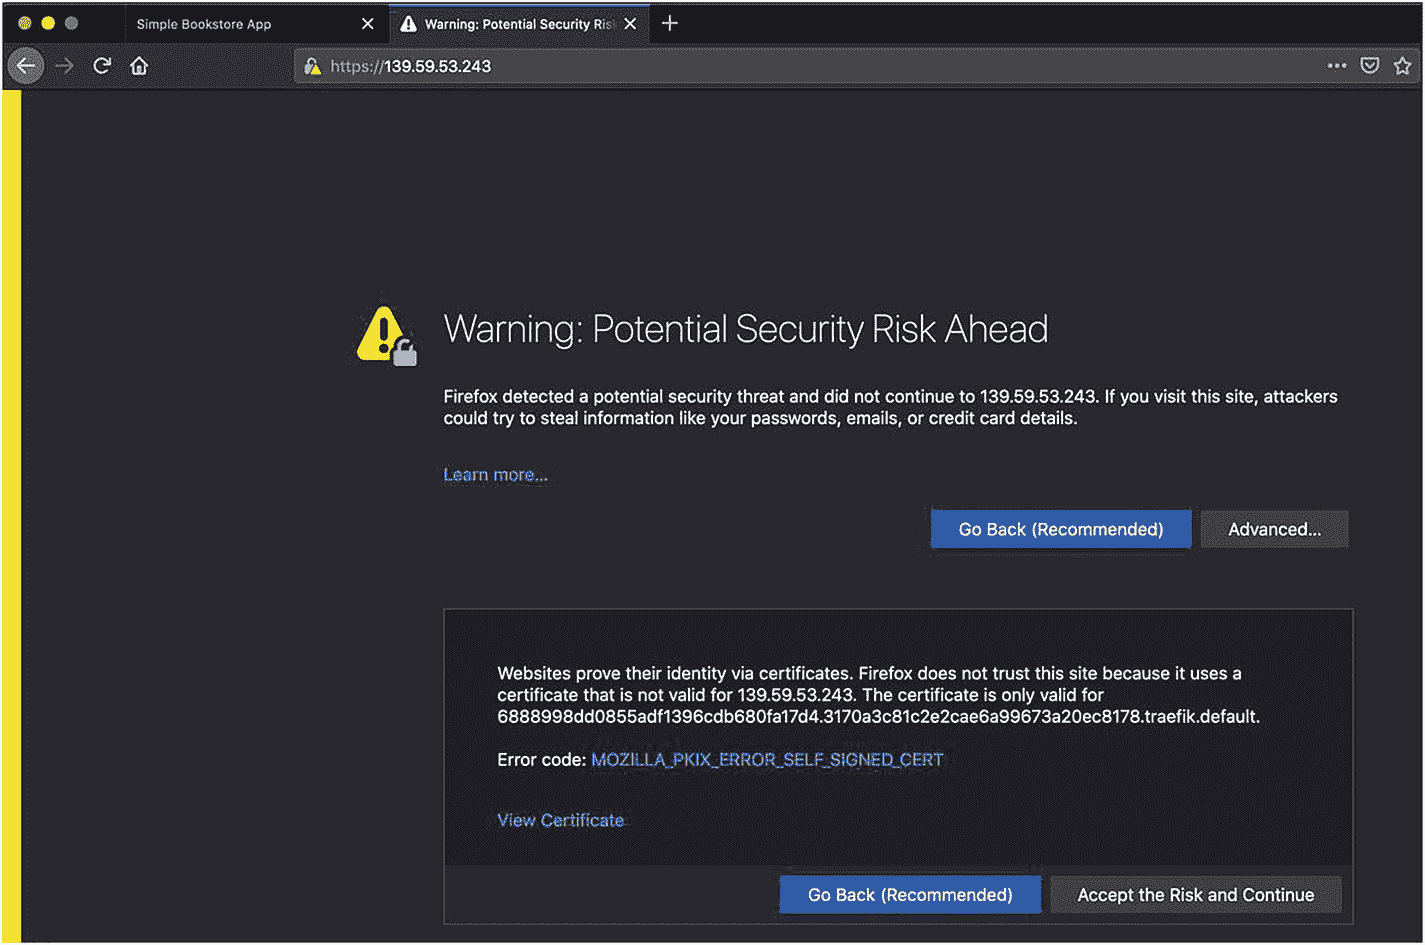 Simple Bookstore App
Warning: Potential Security Ris
https://139.59.53.243
Warning: Potential Security Risk Ahead
Firefox detected a potential security threat and did not continue to 139.59.53.243. If you visit this site, attackers
could try to steal information like your passwords, emails, or credit card details.
Learn more...
Go Back (Recommended)
Advanced...
Websites prove their identity via certificates. Firefox does not trust this site because it uses a
certificate that is not valid for 139.59.53.243. The certificate is only valid for
6888998dd0855adf1396cdb680fa17d4.3170a3c81c2e2cae6a99673a20ec8178.traefik.default.
Error code: MOZILLA_PKIX_ERROR_SELF_SIGNED_CERT
View Certificate
Go Back (Recommended)
Accept the Risk and Continue